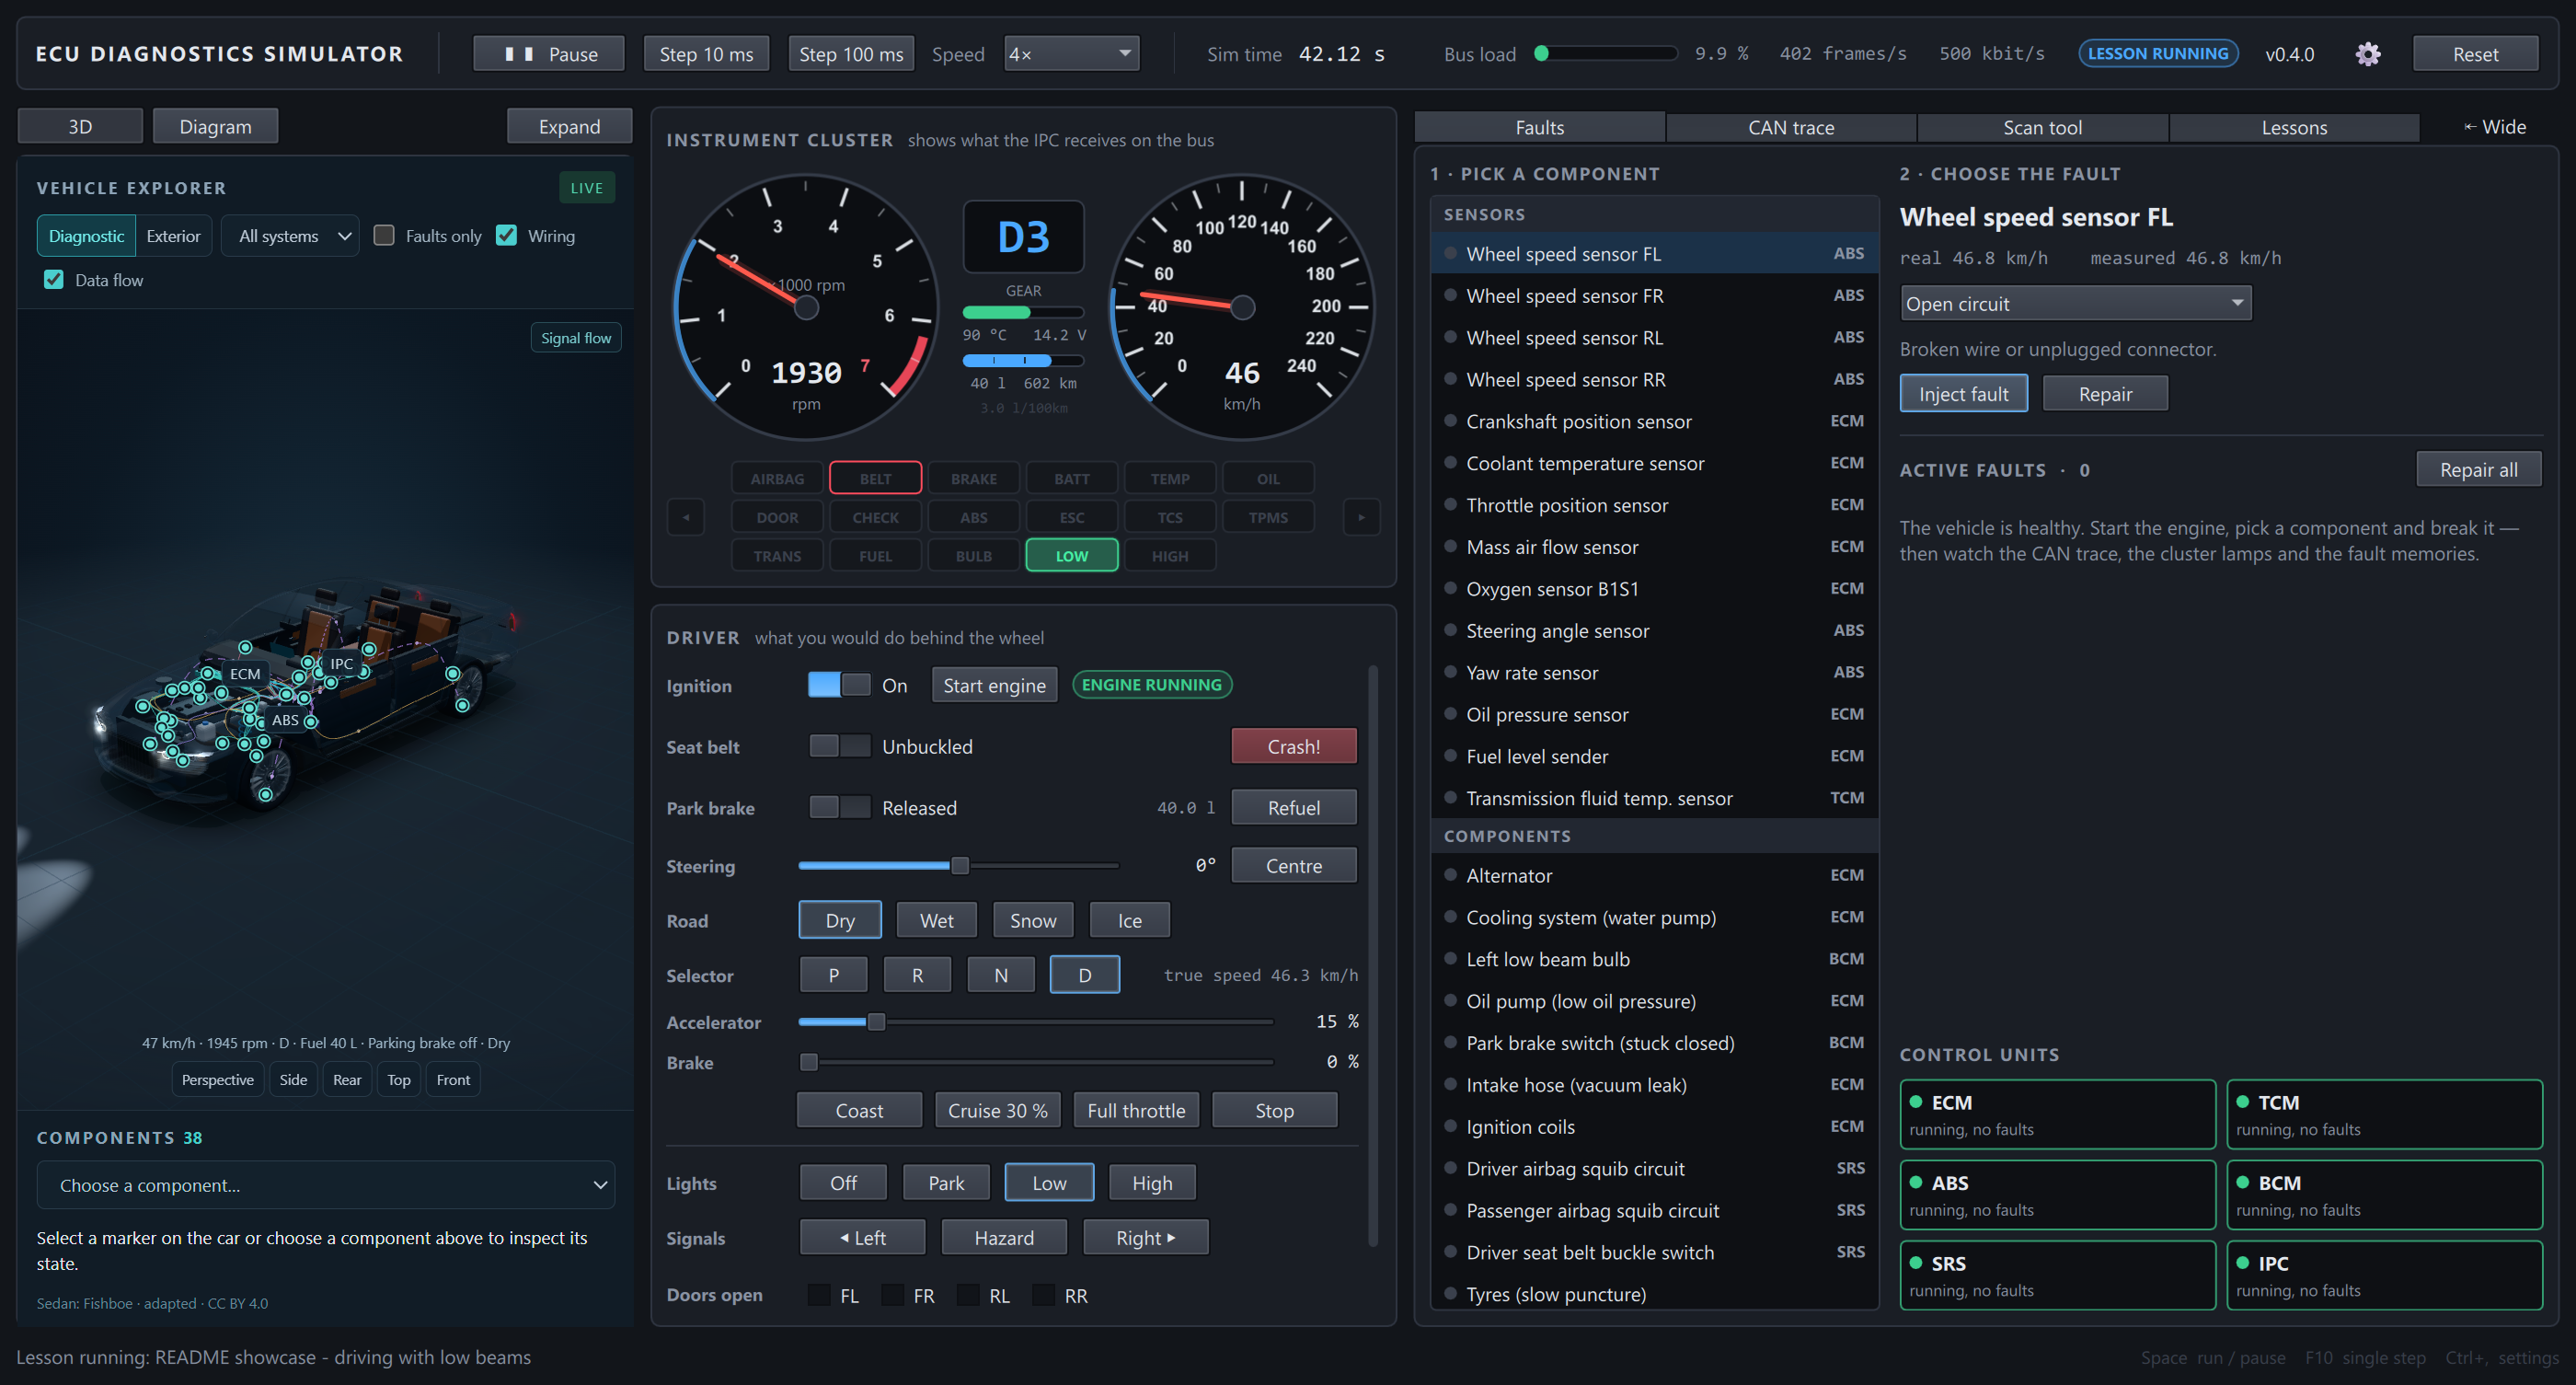 ECU DIAGNOSTICS SIMULATOR
Pause
Step 10 ms
Step 100 ms
Speed
4×
Sim time 42.12 s
Bus load
9.9 %
402 frames/s
500 kbit/s
LESSON RUNNING
v0.4.0
Reset
3D
Diagram
Expand
VEHICLE EXPLORER
LIVE
Diagnostic
Exterior
All systems
Faults only
Wiring
Data flow
Signal flow
ECM
IPC
ABS
47 km/h · 1945 rpm · D · Fuel 40 L · Parking brake off · Dry
Perspective
Side
Rear
Top
Front
COMPONENTS 38
Choose a component...
Select a marker on the car or choose a component above to inspect its
state.
Sedan: Fishboe · adapted · CC BY 4.0
INSTRUMENT CLUSTER shows what the IPC receives on the bus
0
1
2
3
4
5
6
7
x1000 rpm
1930
rpm
D3
GEAR
90 °C 14.2 V
40 l 602 km
3.0 l/100km
0
20
40
60
80
100
120
140
160
180
200
220
240
46
km/h
AIRBAG
BELT
BRAKE
BATT
TEMP
OIL
◂
DOOR
CHECK
ABS
ESC
TCS
TPMS
▸
TRANS
FUEL
BULB
LOW
HIGH
DRIVER what you would do behind the wheel
Ignition
On
Start engine
ENGINE RUNNING
Seat belt
Unbuckled
Crash!
Park brake
Released
40.0 l
Refuel
Steering
0°
Centre
Road
Dry
Wet
Snow
Ice
Selector
P
R
N
D
true speed 46.3 km/h
Accelerator
15 %
Brake
0 %
Coast
Cruise 30 %
Full throttle
Stop
Lights
Off
Park
Low
High
Signals
◂ Left
Hazard
Right ▸
Doors open
FL
FR
RL
RR
Faults
CAN trace
Scan tool
Lessons
⇤ Wide
1 · PICK A COMPONENT
SENSORS
Wheel speed sensor FL ABS
Wheel speed sensor FR ABS
Wheel speed sensor RL ABS
Wheel speed sensor RR ABS
Crankshaft position sensor ECM
Coolant temperature sensor ECM
Throttle position sensor ECM
Mass air flow sensor ECM
Oxygen sensor B1S1 ECM
Steering angle sensor ABS
Yaw rate sensor ABS
Oil pressure sensor ECM
Fuel level sender ECM
Transmission fluid temp. sensor TCM
COMPONENTS
Alternator ECM
Cooling system (water pump) ECM
Left low beam bulb BCM
Oil pump (low oil pressure) ECM
Park brake switch (stuck closed) BCM
Intake hose (vacuum leak) ECM
Ignition coils ECM
Driver airbag squib circuit SRS
Passenger airbag squib circuit SRS
Driver seat belt buckle switch SRS
Tyres (slow puncture)
2 · CHOOSE THE FAULT
Wheel speed sensor FL
real 46.8 km/h measured 46.8 km/h
Open circuit
Broken wire or unplugged connector.
Inject fault
Repair
ACTIVE FAULTS · 0
Repair all
The vehicle is healthy. Start the engine, pick a component and break it —
then watch the CAN trace, the cluster lamps and the fault memories.
CONTROL UNITS
ECM
running, no faults
TCM
running, no faults
ABS
running, no faults
BCM
running, no faults
SRS
running, no faults
IPC
running, no faults
Lesson running: README showcase - driving with low beams
Space run / pause F10 single step Ctrl+, settings